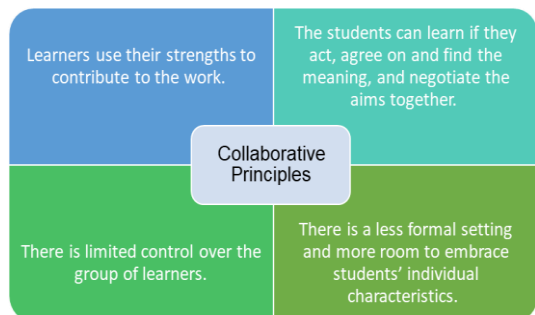 Learners use their strengths to
contribute to the work.
The students can learn if they
act, agree on and find the
meaning, and negotiate the
aims together.
Collaborative
Principles
There is limited control over the
group of learners.
There is a less formal setting
and more room to embrace
students’ individual
characteristics.